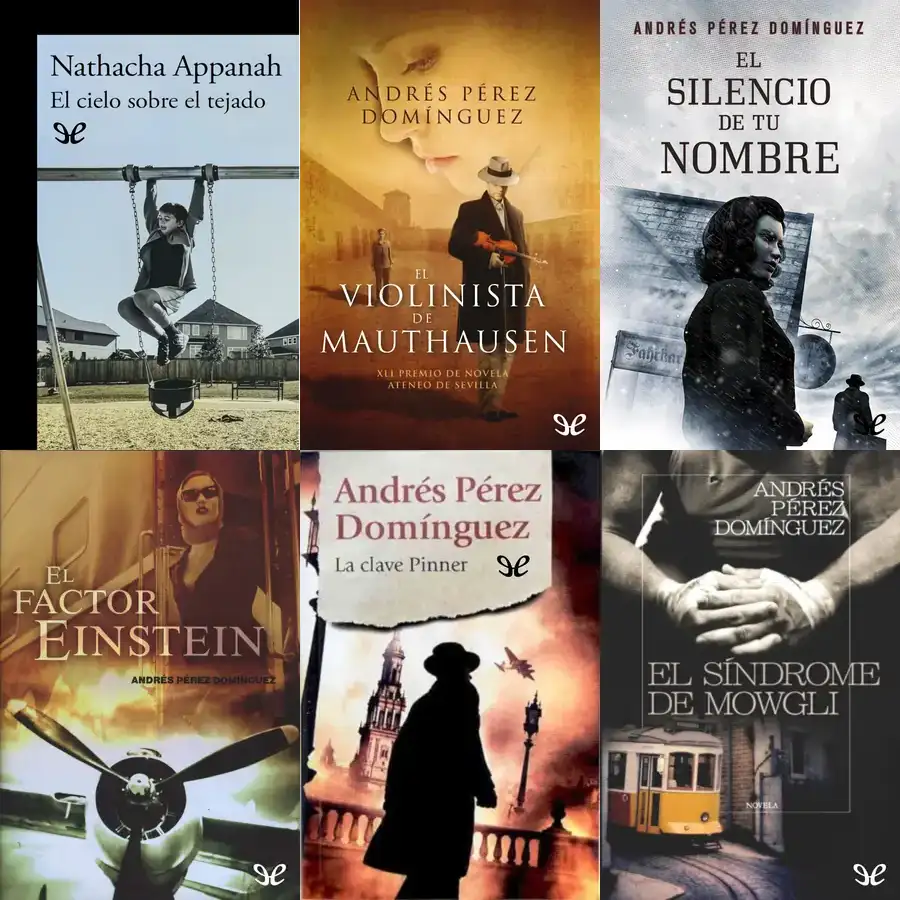 Nathacha Appanah
El cielo sobre el tejado
ANDRÉS PÉREZ
DOMÍNGUEZ
EL
VIOLINISTA
DE
MAUTHAUSEN
XLI PREMIO DE NOVELA
ATENEO DE SEVILLA
ANDRÉS PÉREZ DOMÍNGUEZ
EL
SILENCIO
DE TU
NOMBRE
EL
FACTOR
EINSTEIN
ANDRÉS PÉREZ DOMÍNGUEZ
Andrés Pérez
Domínguez
La clave Pinner
ANDRÉS
PÉREZ
DOMÍNGUEZ
EL SÍNDROME
DE MOWGLI
NOVELA